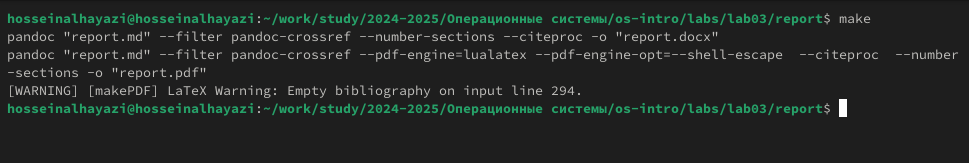 hosseinalhayazi@hosseinalhayazi:~/work/study/2024-2025/Операционные системы/os-intro/labs/lab03/report$ make
pandoc "report.md" --filter pandoc-crossref --number-sections --citeproc -o "report.docx"
pandoc "report.md" --filter pandoc-crossref --pdf-engine=lualatex --pdf-engine-opt=--shell-escape  --citeproc  --number
-sections -o "report.pdf"
[WARNING] [makePDF] LaTeX Warning: Empty bibliography on input line 294.
hosseinalhayazi@hosseinalhayazi:~/work/study/2024-2025/Операционные системы/os-intro/labs/lab03/report$